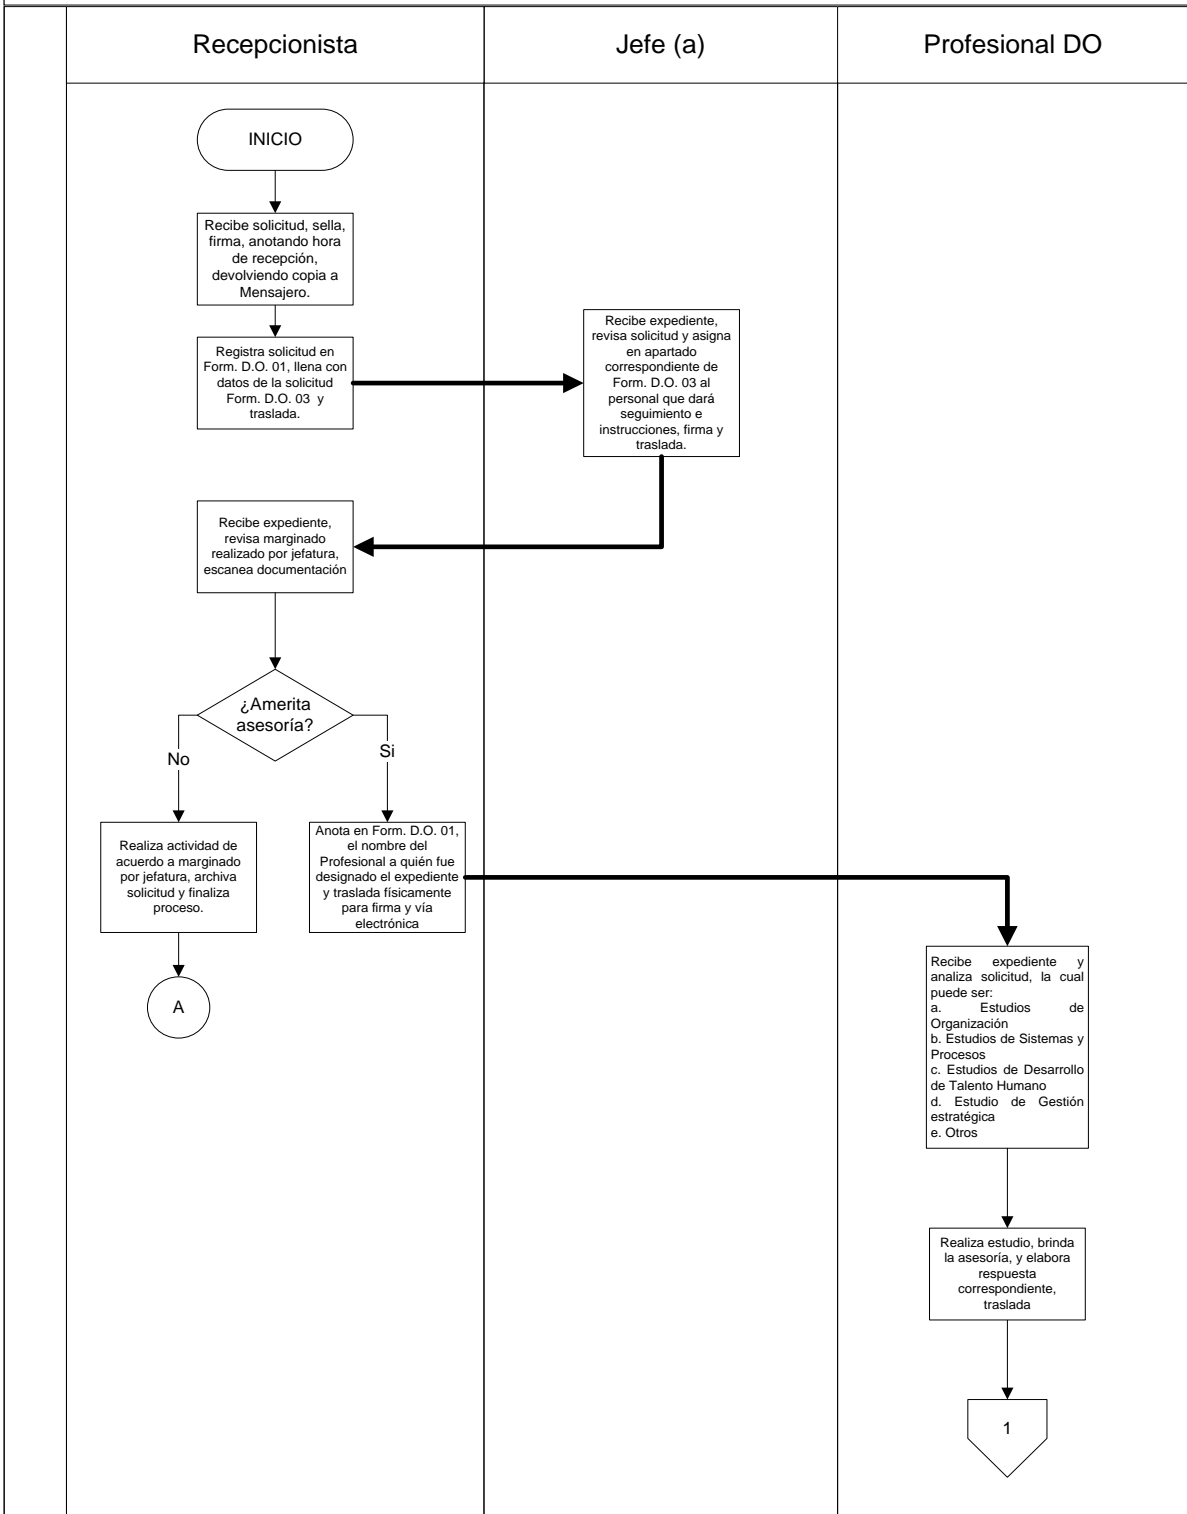 Recepcionista
Jefe (a)
Profesional DO
INICIO
Recibe solicitud, sella,
firma, anotando hora
de recepción,
devolviendo copia a
Mensajero.
Registra solicitud en
Form. D.O. 01, llena con
datos de la solicitud
Form. D.O. 03 y
traslada.
Recibe expediente,
revisa solicitud y asigna
en apartado
correspondiente de
Form. D.O. 03 al
personal que dará
seguimiento e
instrucciones, firma y
traslada.
Recibe expediente,
revisa marginado
realizado por jefatura,
escanea documentación
¿Amerita
asesoría?
No
Si
Realiza actividad de
acuerdo a marginado
por jefatura, archiva
solicitud y finaliza
proceso.
Anota en Form. D.O. 01,
el nombre del
Profesional a quién fue
designado el expediente
y traslada físicamente
para firma y vía
electrónica
A
Recibe expediente y
analiza solicitud, la cual
puede ser:
a. Estudios de
Organización
b. Estudios de Sistemas y
Procesos
c. Estudios de Desarrollo
de Talento Humano
d. Estudio de Gestión
estratégica
e. Otros
Realiza estudio, brinda
la asesoría, y elabora
respuesta
correspondiente,
traslada
1